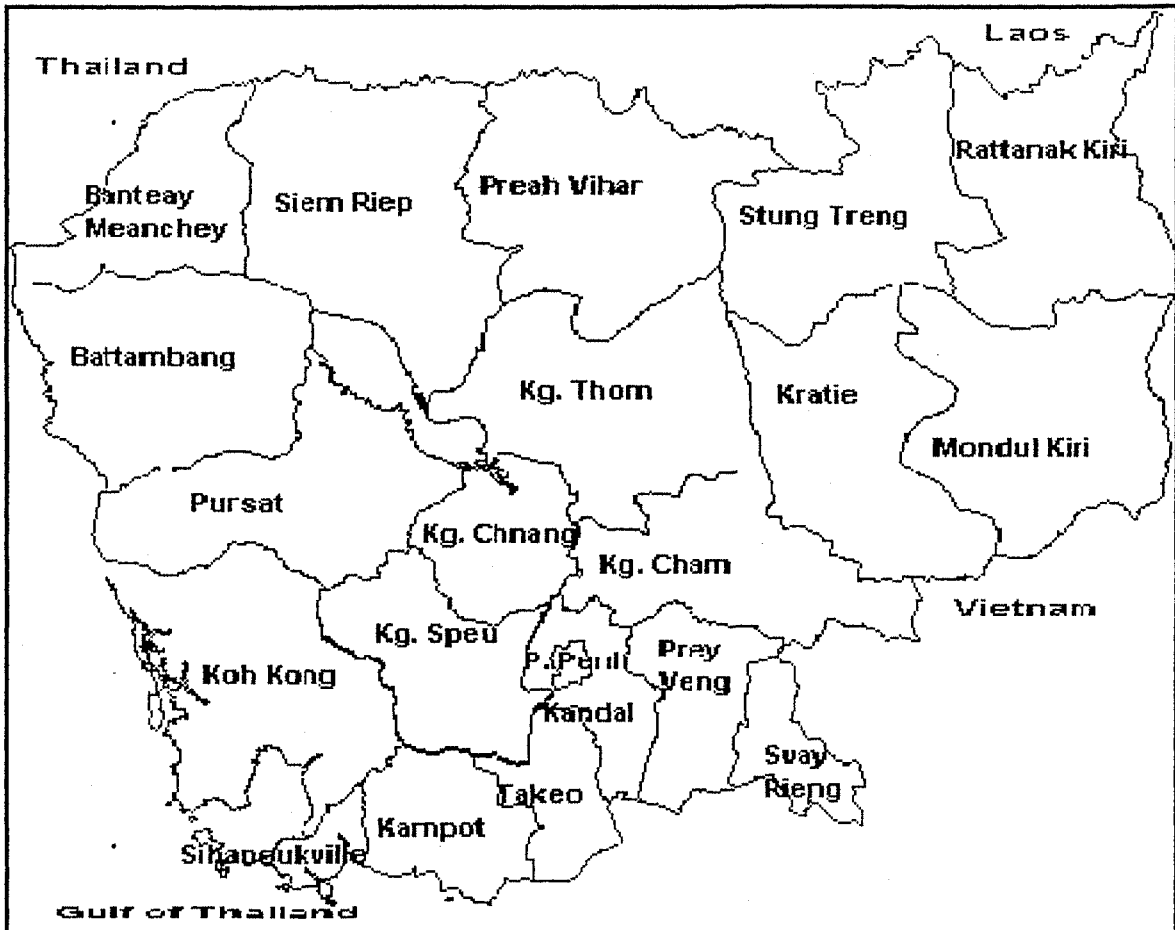 Laos
Thailand
Rattanak Kiri
Banteay
Meanchey
Siem Riep
Preah Vihar
Stung Treng
Battambang
Kg. Thom
Kratie
Mondul Kiri
Pursat
Kg. Chnang
Kg. Cham
Vietnam
Kg. Speu
P. Penh
Prey
Veng
Koh Kong
Kandal
Svay
Rieng
Takeo
Kampot
Sihanoukville
Gulf of Thailand